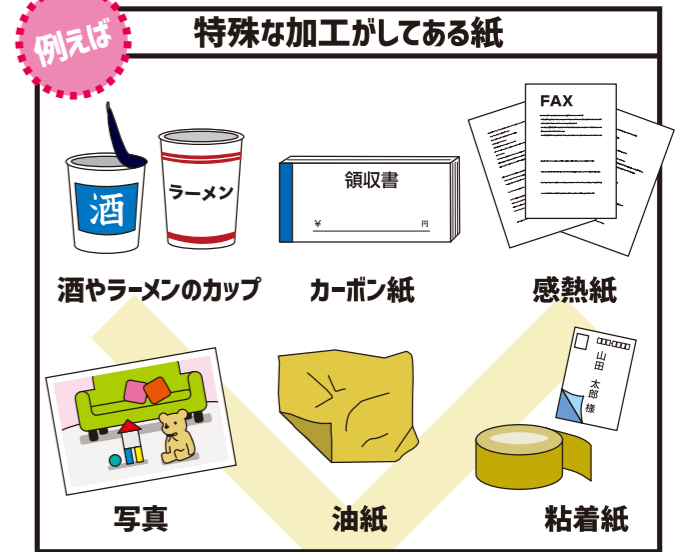 例えば
特殊な加工がしてある紙
酒
ラーメン
領収書
¥ 円
FAX
酒やラーメンのカップ
カーボン紙
感熱紙
山田 太郎 様
写真
油紙
粘着紙